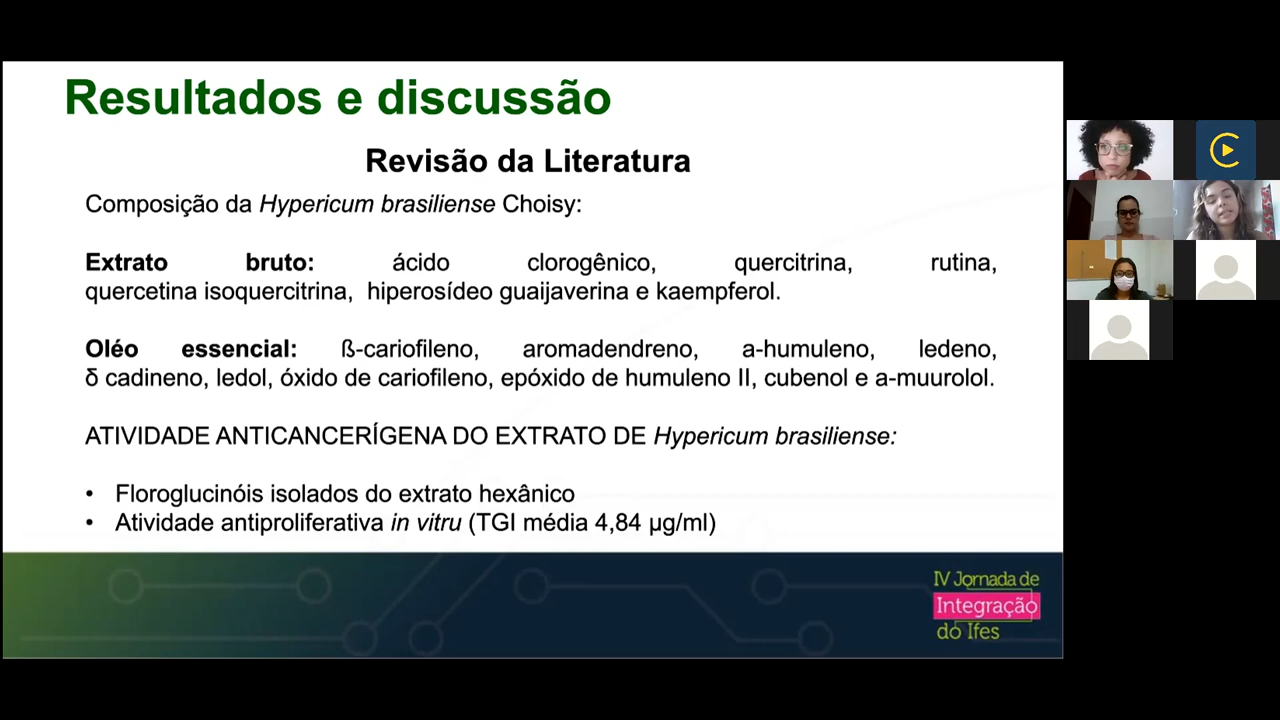 Resultados e discussão
Revisão da Literatura
Composição da Hypericum brasiliense Choisy:
Extrato bruto: ácido clorogênico, quercitrina, rutina,
quercetina isoquercitrina, hiperosídeo guaijaverina e kaempferol.
Oléo essencial: ß-cariofileno, aromadendreno, a-humuleno, ledeno,
δ cadineno, ledol, óxido de cariofileno, epóxido de humuleno II, cubenol e a-muurolol.
ATIVIDADE ANTICANCERÍGENA DO EXTRATO DE Hypericum brasiliense:
• Floroglucinóis isolados do extrato hexânico
• Atividade antiproliferativa in vitru (TGI média 4,84 µg/ml)
IV Jornada de
Integração
do Ifes